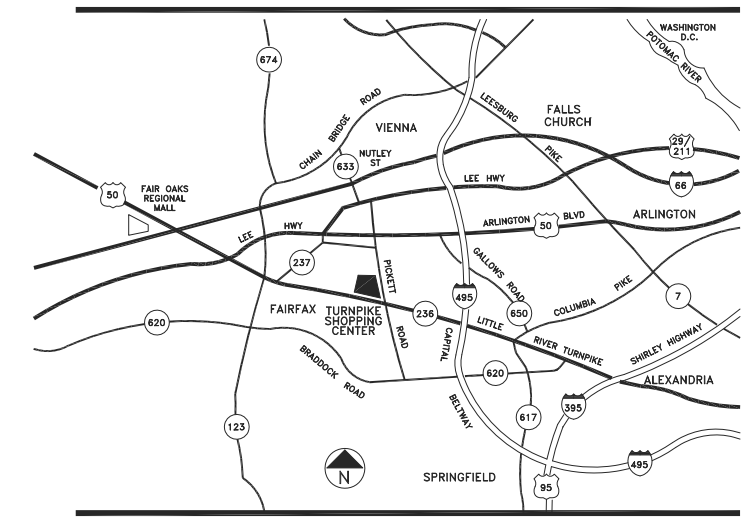 WASHINGTON
D.C.
POTOMAC RIVER
674
CHAIN BRIDGE ROAD
VIENNA
LEESBURG
PIKE
FALLS
CHURCH
29/
211
66
633
NUTLEY
ST
LEE HWY
50
FAIR OAKS
REGIONAL
MALL
LEE HWY
ARLINGTON
50
BLVD
ARLINGTON
237
PICKETT
ROAD
GALLOWS ROAD
495
650
COLUMBIA PIKE
7
FAIRFAX
TURNPIKE
SHOPPING
CENTER
236
620
CAPITAL
BELTWAY
LITTLE
RIVER TURNPIKE
SHIRLEY HIGHWAY
BRADDOCK ROAD
620
ALEXANDRIA
395
617
123
N
SPRINGFIELD
495
95